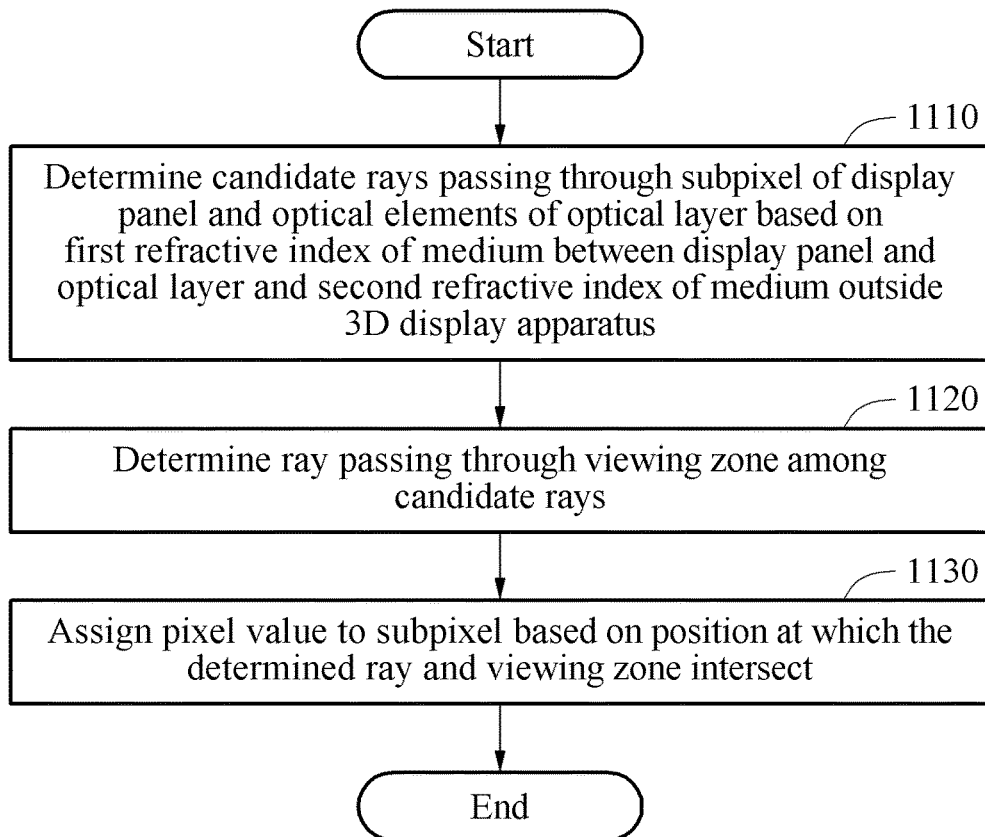 Start
1110
Determine candidate rays passing through subpixel of display
panel and optical elements of optical layer based on
first refractive index of medium between display panel and
optical layer and second refractive index of medium outside
3D display apparatus
1120
Determine ray passing through viewing zone among
candidate rays
1130
Assign pixel value to subpixel based on position at which the
determined ray and viewing zone intersect
End